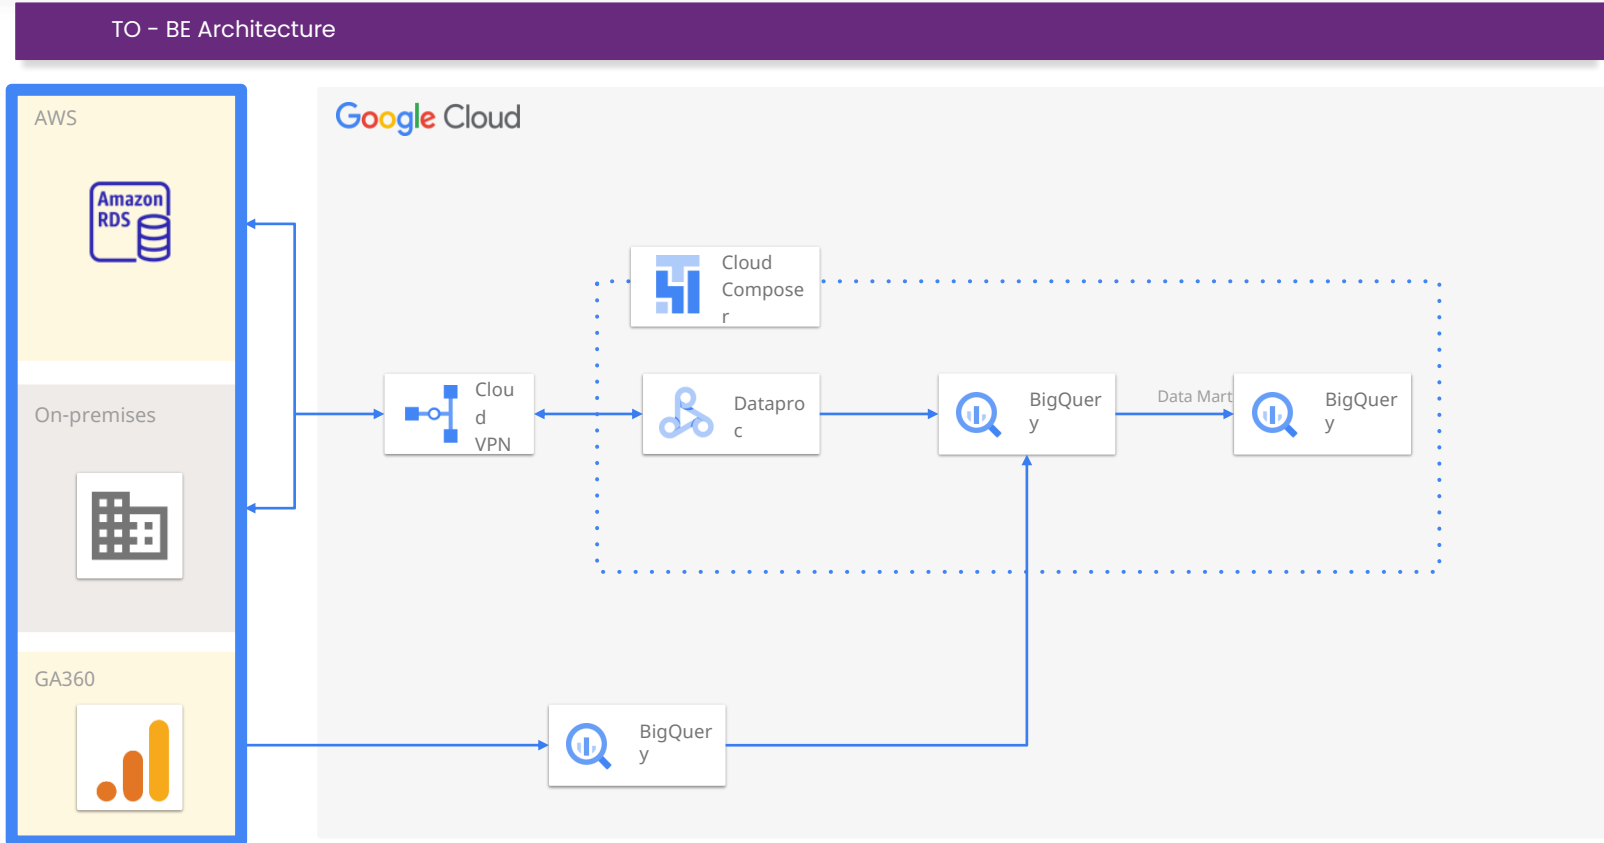 TO - BE Architecture
AWS
Amazon
RDS
On-premises
GA360
Google Cloud
Cloud
Compose
r
Clou
d
VPN
Datapro
c
BigQuer
y
Data Mart
BigQuer
y
BigQuer
y